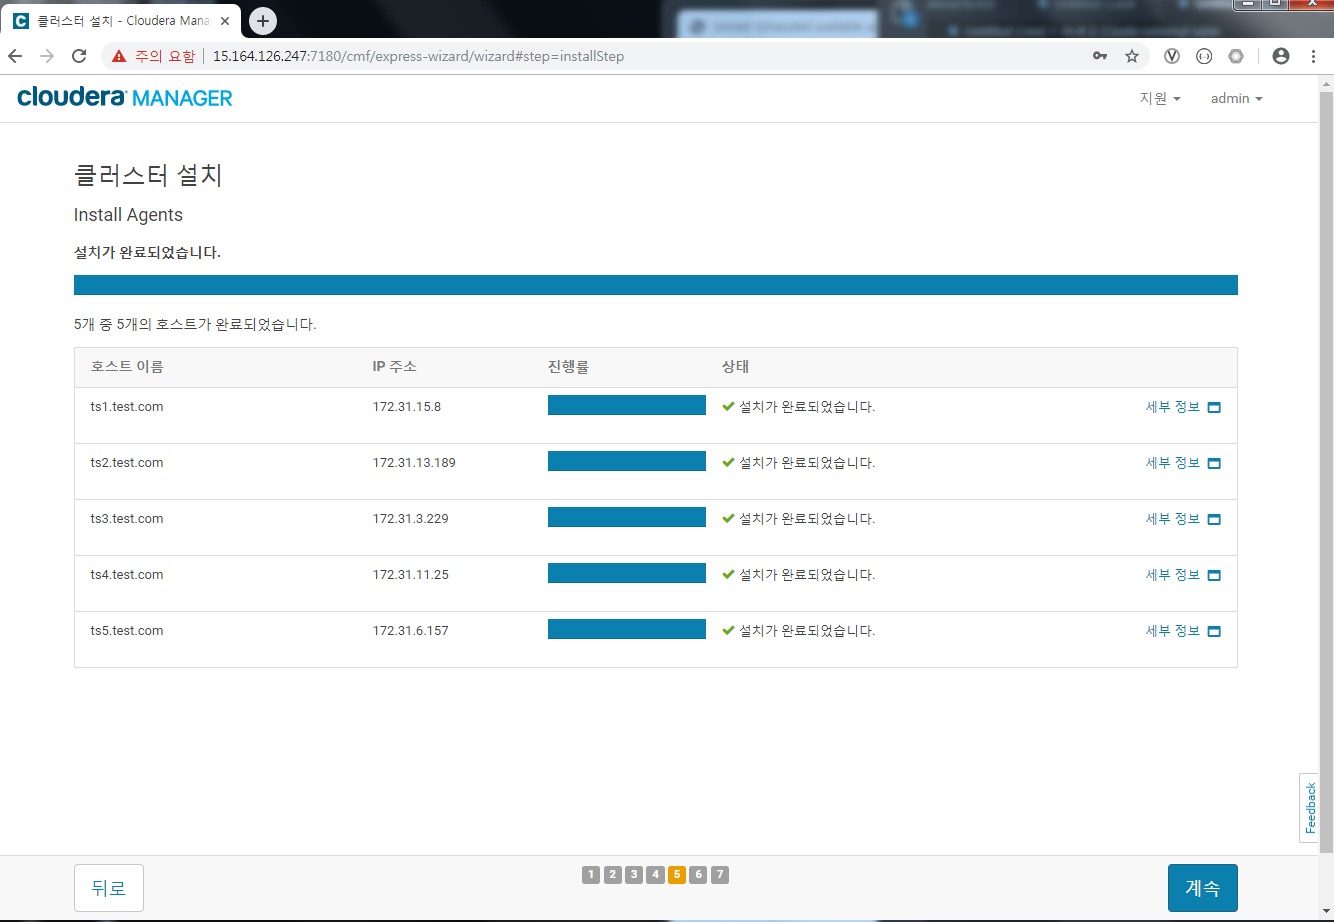 클러스터 설치 - Cloudera Mana
주의 요함 15.164.126.247:7180/cmf/express-wizard/wizard#step=installStep
cloudera MANAGER
지원 admin
클러스터 설치
Install Agents
설치가 완료되었습니다.
5개 중 5개의 호스트가 완료되었습니다.
호스트 이름 IP 주소 진행률 상태
ts1.test.com 172.31.15.8 설치가 완료되었습니다. 세부 정보
ts2.test.com 172.31.13.189 설치가 완료되었습니다. 세부 정보
ts3.test.com 172.31.3.229 설치가 완료되었습니다. 세부 정보
ts4.test.com 172.31.11.25 설치가 완료되었습니다. 세부 정보
ts5.test.com 172.31.6.157 설치가 완료되었습니다. 세부 정보
Feedback
뒤로 1 2 3 4 5 6 7 계속